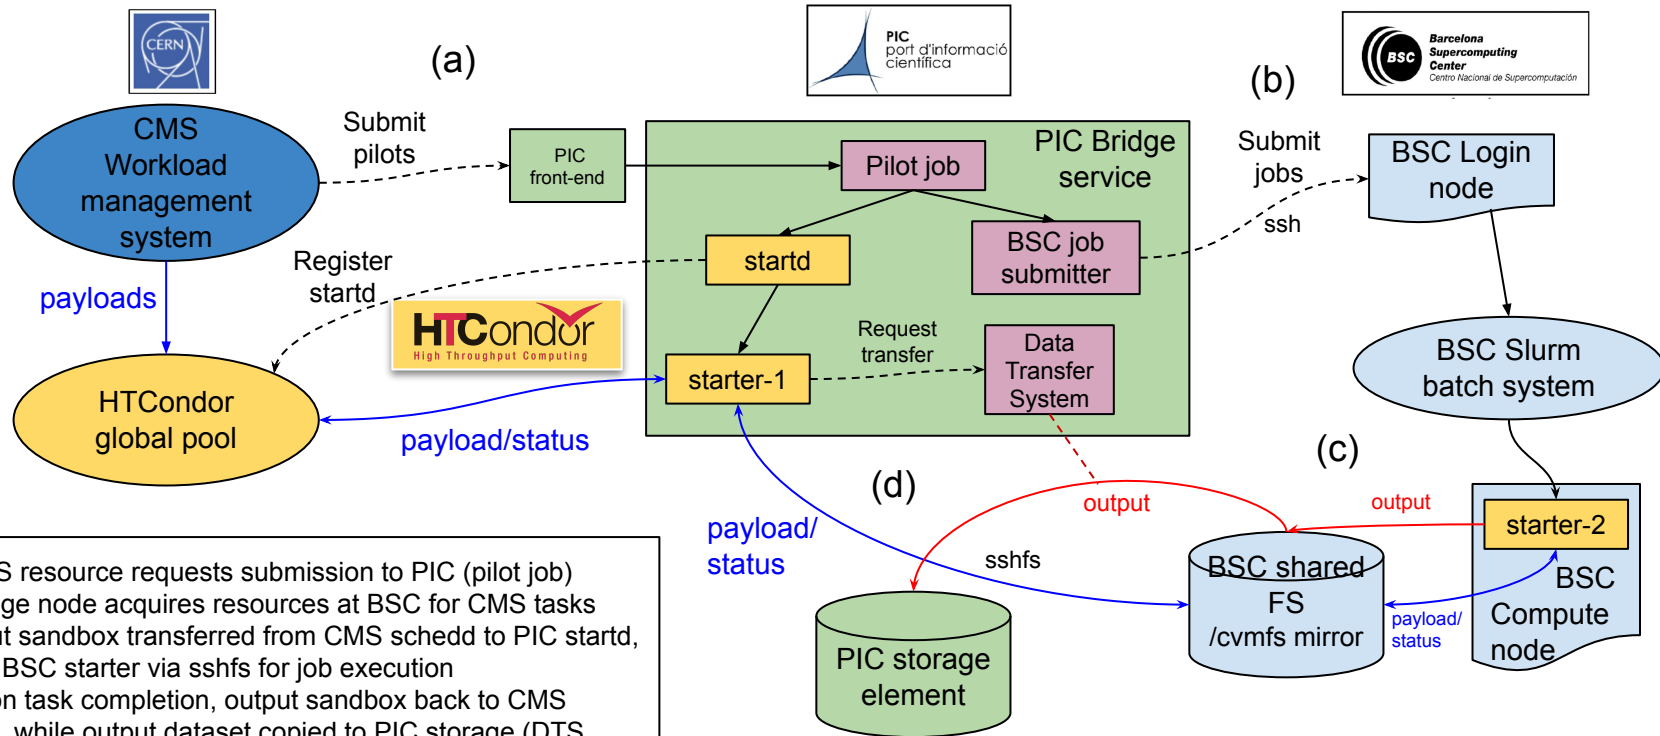 CERN
(a)
PIC
port d'informació
científica
(b)
BSC
Barcelona
Supercomputing
Center
Centro Nacional de Supercomputación
CMS
Workload
management
system
Submit
pilots
PIC
front-end
Pilot job
PIC Bridge
service
Submit
jobs
ssh
BSC Login
node
startd
BSC job
submitter
Register
startd
payloads
HTCondor
High Throughput Computing
Request
transfer
Data
Transfer
System
starter-1
BSC Slurm
batch system
HTCondor
global pool
payload/status
(c)
(d)
output
output
starter-2
payload/
status
sshfs
BSC shared
FS
/cvmfs mirror
payload/
status
BSC
Compute
node
PIC storage
element
S resource requests submission to PIC (pilot job)
ge node acquires resources at BSC for CMS tasks
ut sandbox transferred from CMS schedd to PIC startd,
BSC starter via sshfs for job execution
on task completion, output sandbox back to CMS
, while output dataset copied to PIC storage (DTS